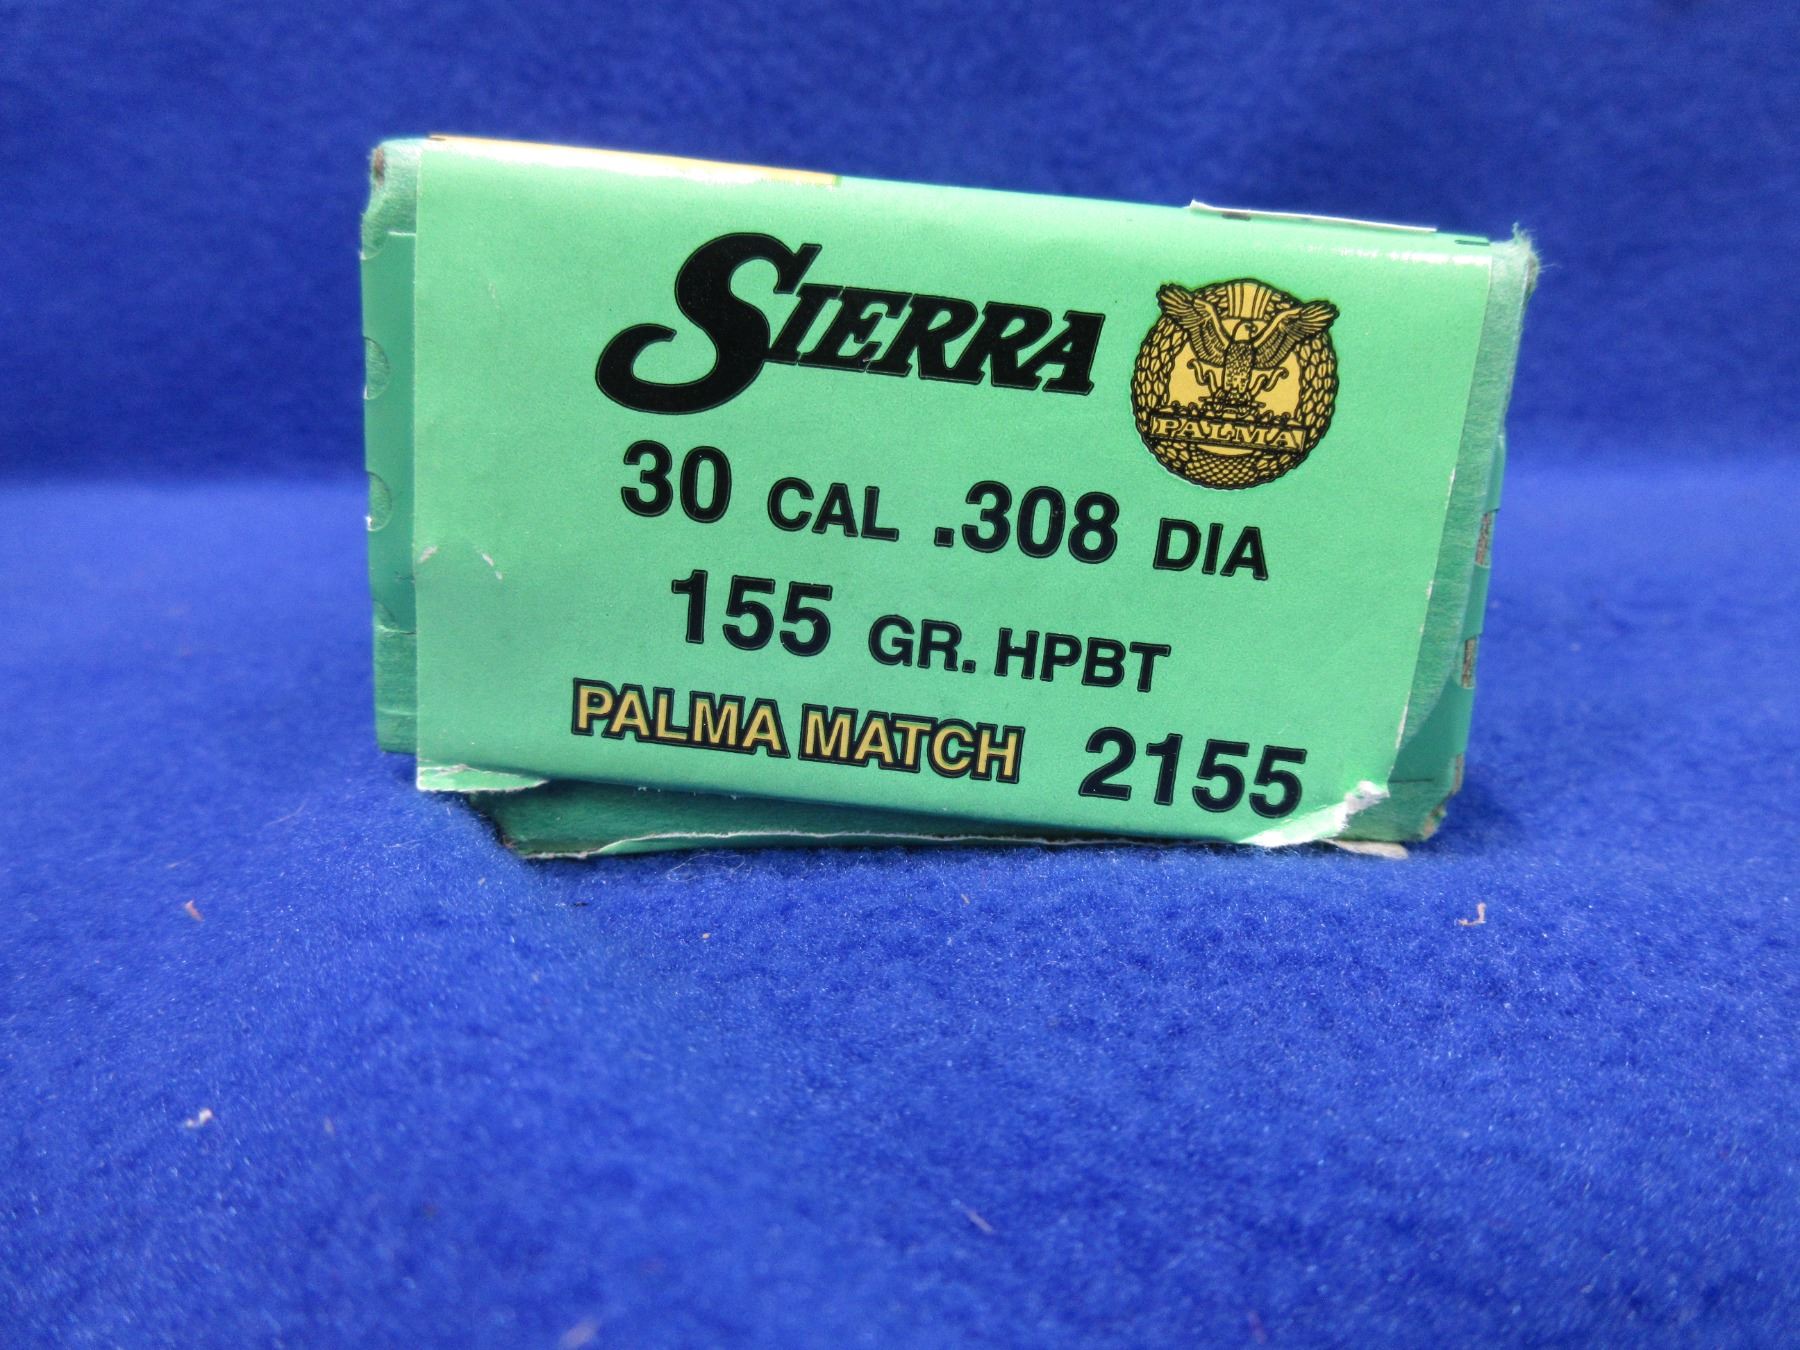 SIERRA
PALMA
30 CAL .308 DIA
155 GR. HPBT
PALMA MATCH 2155